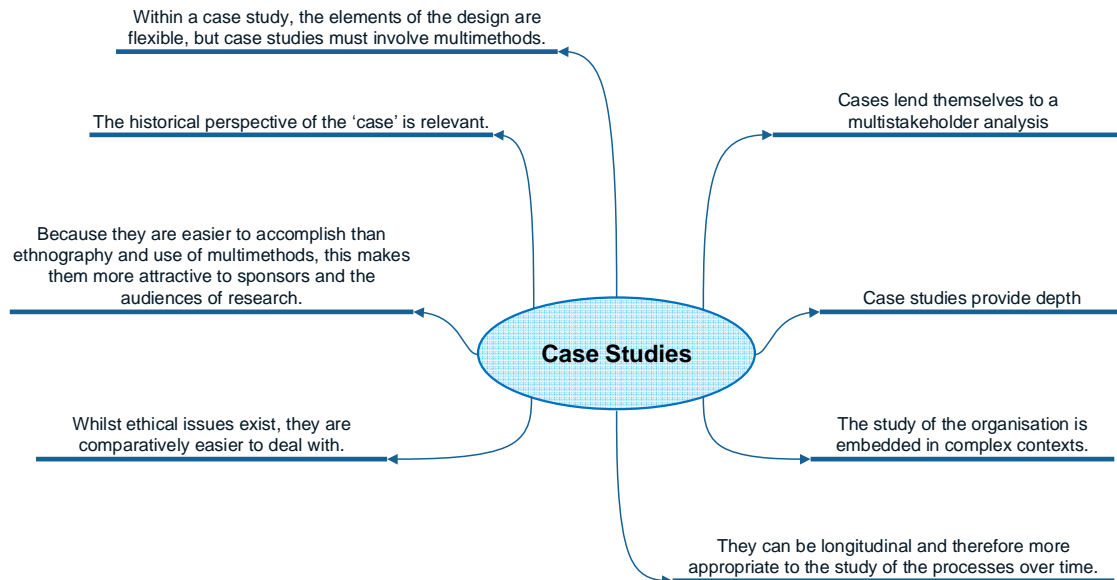 Within a case study, the elements of the design are
flexible, but case studies must involve multimethods.
The historical perspective of the ‘case’ is relevant.
Because they are easier to accomplish than
ethnography and use of multimethods, this makes
them more attractive to sponsors and the
audiences of research.
Whilst ethical issues exist, they are
comparatively easier to deal with.
Case Studies
Cases lend themselves to a
multistakeholder analysis
Case studies provide depth
The study of the organisation is
embedded in complex contexts.
They can be longitudinal and therefore more
appropriate to the study of the processes over time.